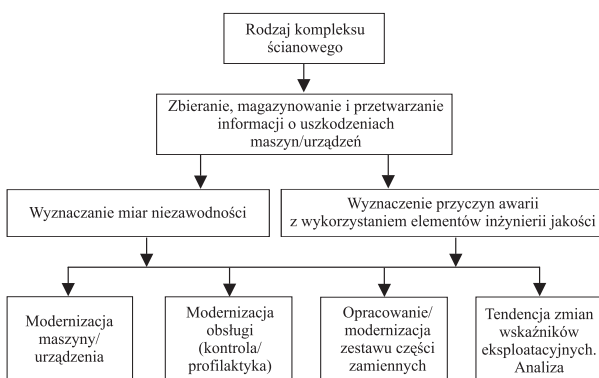 Rodzaj kompleksu
ścianowego
Zbieranie, magazynowanie i przetwarzanie
informacji o uszkodzeniach
maszyn/urządzeń
Wyznaczanie miar niezawodności
Wyznaczenie przyczyn awarii
z wykorzystaniem elementów inżynierii jakości
Modernizacja
maszyny/
urządzenia
Modernizacja
obsługi
(kontrola/
profilaktyka)
Opracowanie/
modernizacja
zestawu części
zamiennych
Tendencja zmian
wskaźników
eksploatacyjnych.
Analiza